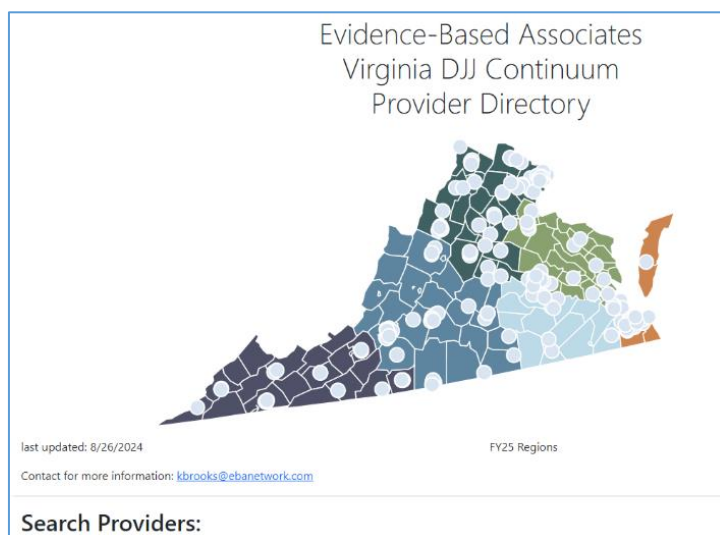 Evidence-Based Associates
Virginia DJJ Continuum
Provider Directory
last updated: 8/26/2024
FY25 Regions
Contact for more information: kbrooks@ebanetwork.com
Search Providers: